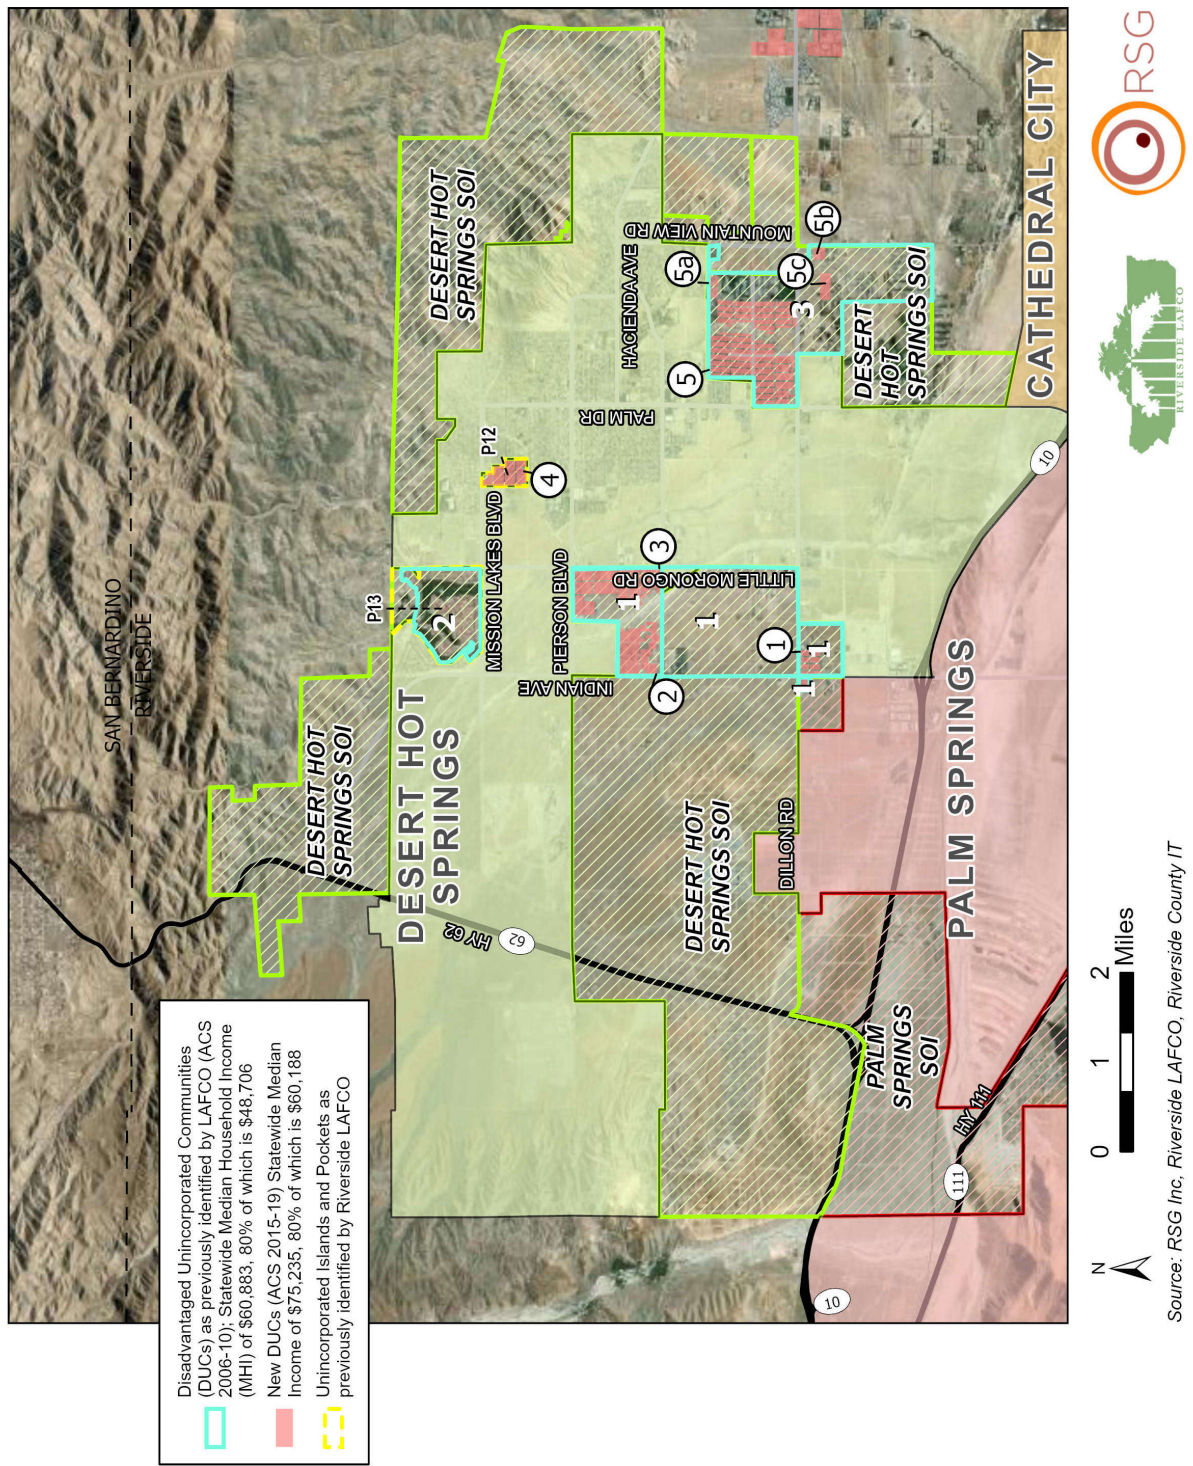 SAN BERNARDINO
RIVERSIDE
Disadvantaged Unincorporated Communities
(DUCs) as previously identified by LAFCO (ACS
2006-10); Statewide Median Household Income
(MHI) of $60,883, 80% of which is $48,706
New DUCs (ACS 2015-19) Statewide Median
Income of $75,235, 80% of which is $60,188
Unincorporated Islands and Pockets as
previously identified by Riverside LAFCO
DESERT HOT
SPRINGS SOI
DESERT HOT
SPRINGS SOI
P13
2
DESERT HOT
SPRINGS
HY 62
62
MISSION LAKES BLVD
P12
4
PIERSON BLVD
INDIAN AVE
LITTLE MORONGO RD
PALM DR
HACIENDA AVE
MOUNTAIN VIEW RD
1
1
1
1
1
2
3
5
5a
5b
5c
3
DESERT HOT
SPRINGS SOI
DILLON RD
DESERT
HOT
SPRINGS SOI
PALM
SPRINGS
SOI
PALM SPRINGS
CATHEDRAL CITY
HY 111
111
10
10
N
0 1 2
Miles
RIVERSIDE LAFCO
RSG
Source: RSG Inc, Riverside LAFCO, Riverside County IT